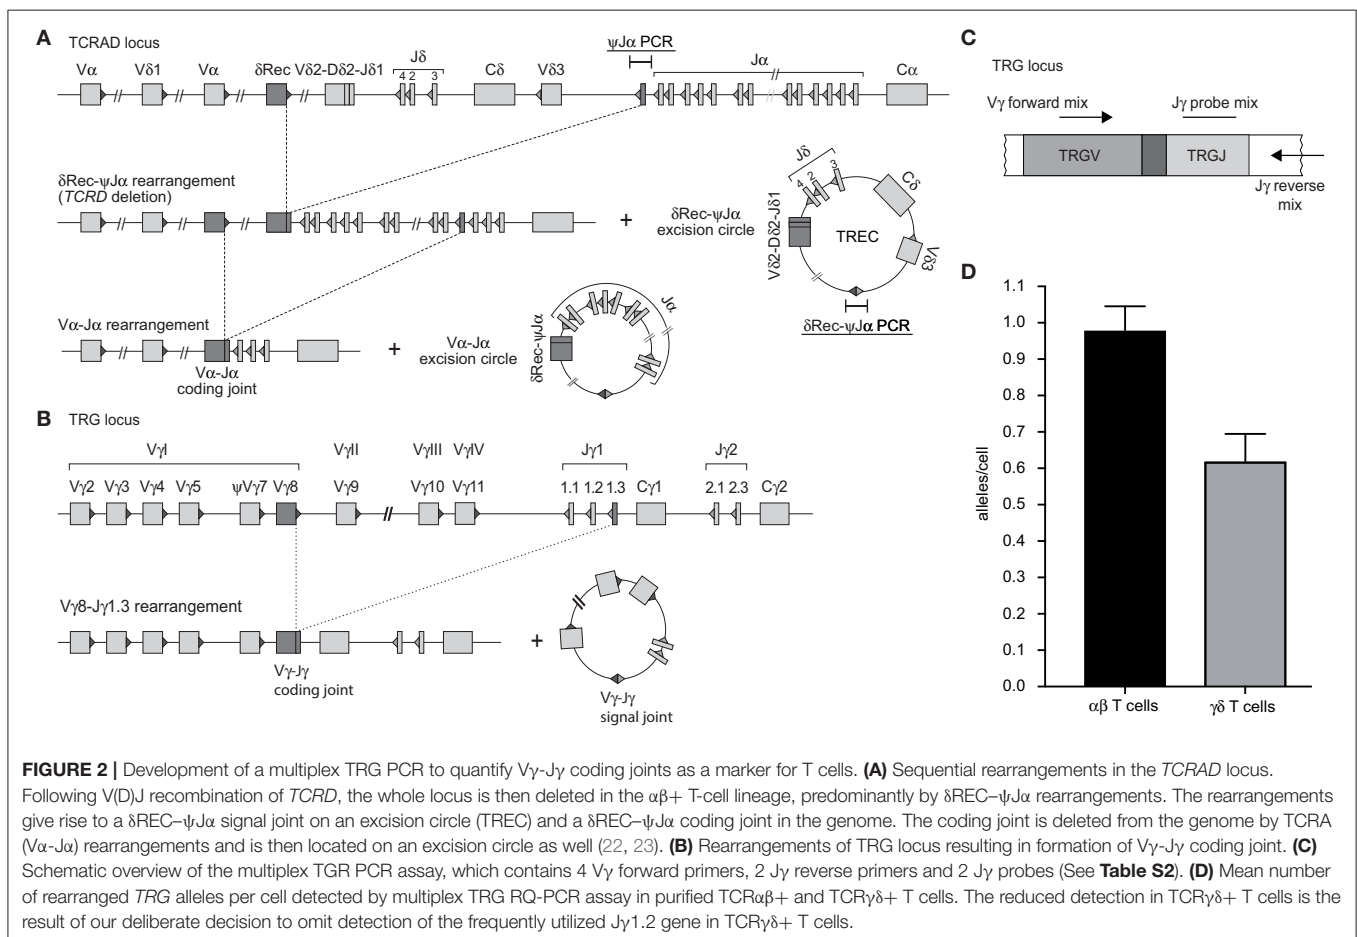 A TCRAD locus
Vα Vδ1 Vα δRec Vδ2-Dδ2-Jδ1 Jδ Cδ Vδ3 ψJα PCR Jα Cα
4 2 3
δRec-ψJα rearrangement
(TCRD deletion)
+
δRec-ψJα
excision circle
Jδ
4 2 3
Cδ
Vδ2-Dδ2-Jδ1
TREC
Vδ3
δRec-ψJα PCR
Vα-Jα rearrangement
Vα-Jα
coding joint
+
Vα-Jα
excision circle
δRec-ψJα
Jα
B TRG locus
VγI VγII VγIII VγIV Jγ1 Jγ2
Vγ2 Vγ3 Vγ4 Vγ5 ψVγ7 Vγ8 Vγ9 Vγ10 Vγ11 1.1 1.2 1.3 Cγ1 2.1 2.3 Cγ2
Vγ8-Jγ1.3 rearrangement
Vγ-Jγ
coding joint
+
Vγ-Jγ
signal joint
C
TRG locus
Vγ forward mix Jγ probe mix
TRGV TRGJ
Jγ reverse
mix
D
1.1
1.0
0.9
0.8
0.7
0.6
0.5
0.4
0.3
0.2
0.1
0.0
alleles/cell
αβ T cells γδ T cells
FIGURE 2 | Development of a multiplex TRG PCR to quantify Vγ-Jγ coding joints as a marker for T cells. (A) Sequential rearrangements in the TCRAD locus.
Following V(D)J recombination of TCRD, the whole locus is then deleted in the αβ+ T-cell lineage, predominantly by δREC–ψJα rearrangements. The rearrangements
give rise to a δREC–ψJα signal joint on an excision circle (TREC) and a δREC–ψJα coding joint in the genome. The coding joint is deleted from the genome by TCRA
(Vα-Jα) rearrangements and is then located on an excision circle as well (22, 23). (B) Rearrangements of TRG locus resulting in formation of Vγ-Jγ coding joint. (C)
Schematic overview of the multiplex TGR PCR assay, which contains 4 Vγ forward primers, 2 Jγ reverse primers and 2 Jγ probes (See Table S2). (D) Mean number
of rearranged TRG alleles per cell detected by multiplex TRG RQ-PCR assay in purified TCRαβ+ and TCRγδ+ T cells. The reduced detection in TCRγδ+ T cells is the
result of our deliberate decision to omit detection of the frequently utilized Jγ1.2 gene in TCRγδ+ T cells.